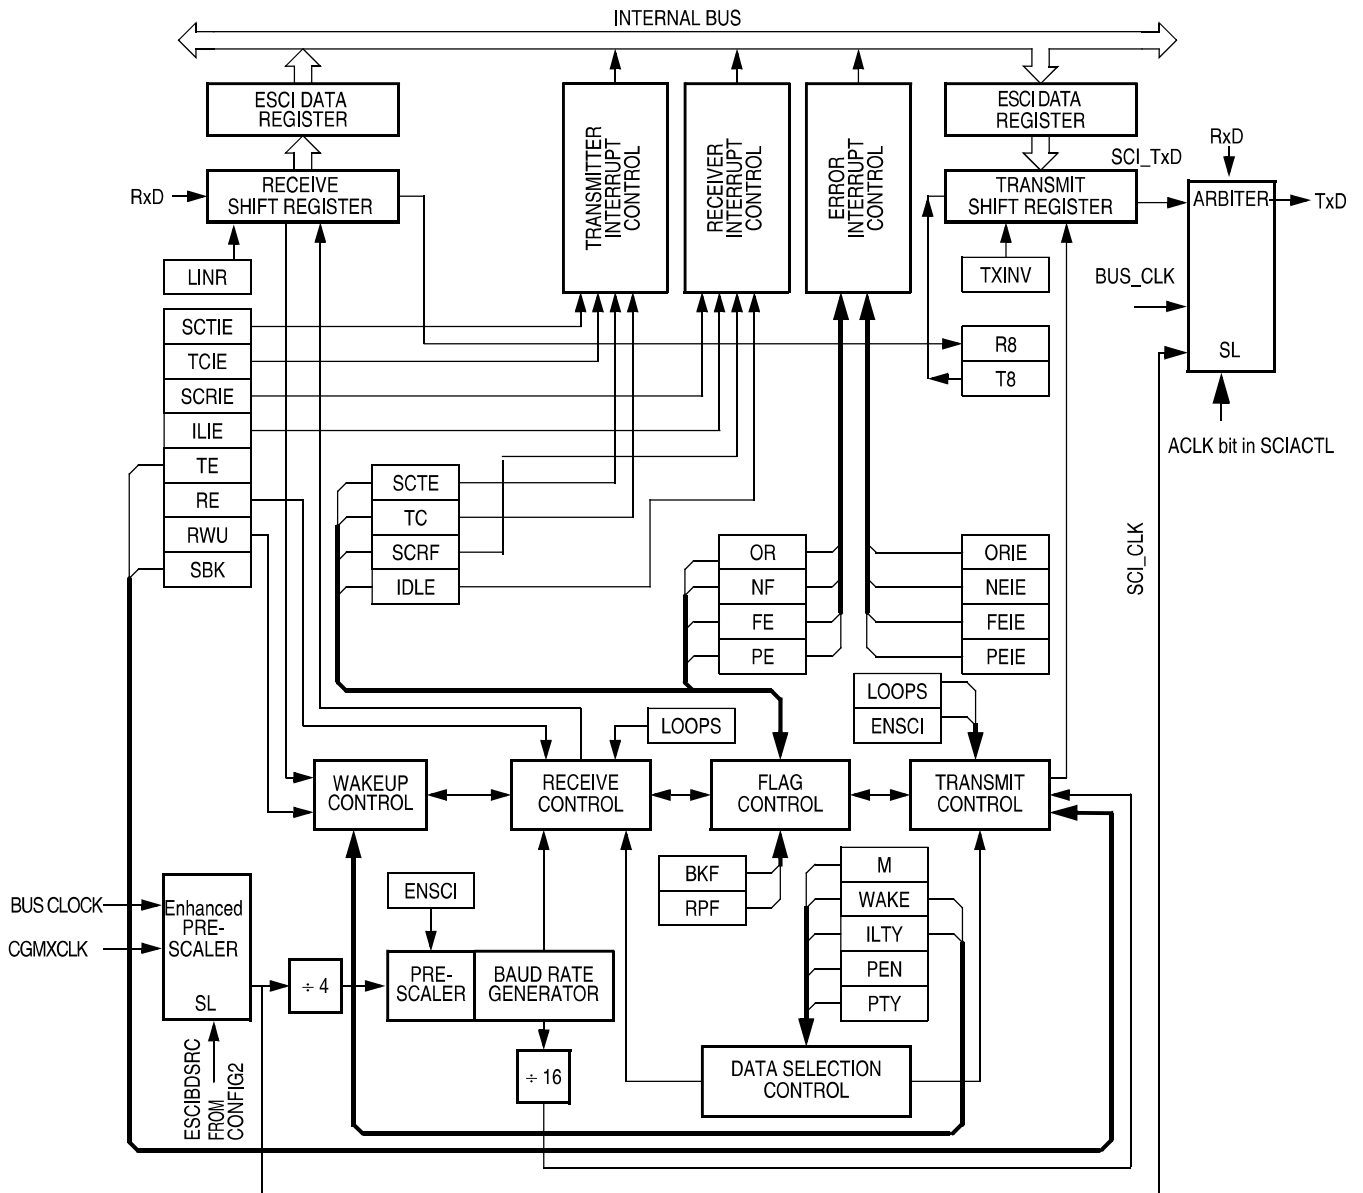 INTERNAL BUS
ESCI DATA
REGISTER
TRANSMITTER
INTERRUPT
CONTROL
RECEIVER
INTERRUPT
CONTROL
ERROR
INTERRUPT
CONTROL
ESCI DATA
REGISTER
RxD
RECEIVE
SHIFT REGISTER
TRANSMIT
SHIFT REGISTER
SCI_TxD
RxD
ARBITER
TxD
LINR
TXINV
BUS_CLK
SL
ACLK bit in SCIACTL
SCTIE
TCIE
SCRIE
ILIE
TE
RE
RWU
SBK
R8
T8
SCTE
TC
SCRF
IDLE
OR
NF
FE
PE
ORIE
NEIE
FEIE
PEIE
SCI_CLK
LOOPS
LOOPS
ENSCI
WAKEUP
CONTROL
RECEIVE
CONTROL
FLAG
CONTROL
TRANSMIT
CONTROL
BKF
RPF
M
WAKE
ILTY
PEN
PTY
BUS CLOCK
CGMXCLK
Enhanced
PRE-
SCALER
SL
ESCIBDSRC
FROM
CONFIG2
÷ 4
ENSCI
PRE-
SCALER
BAUD RATE
GENERATOR
÷ 16
DATA SELECTION
CONTROL